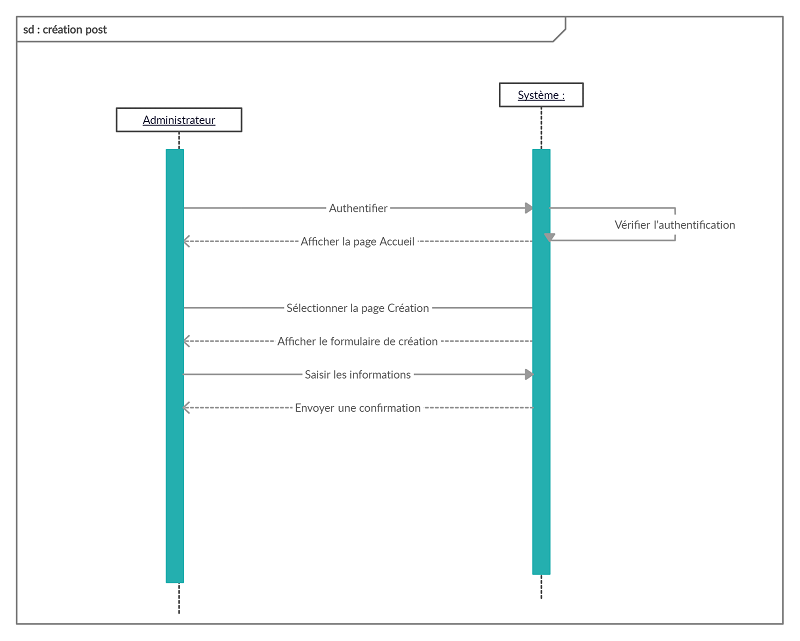 sd : création post
Système :
Administrateur
Authentifier
Vérifier l'authentification
Afficher la page Accueil
Sélectionner la page Création
Afficher le formulaire de création
Saisir les informations
Envoyer une confirmation